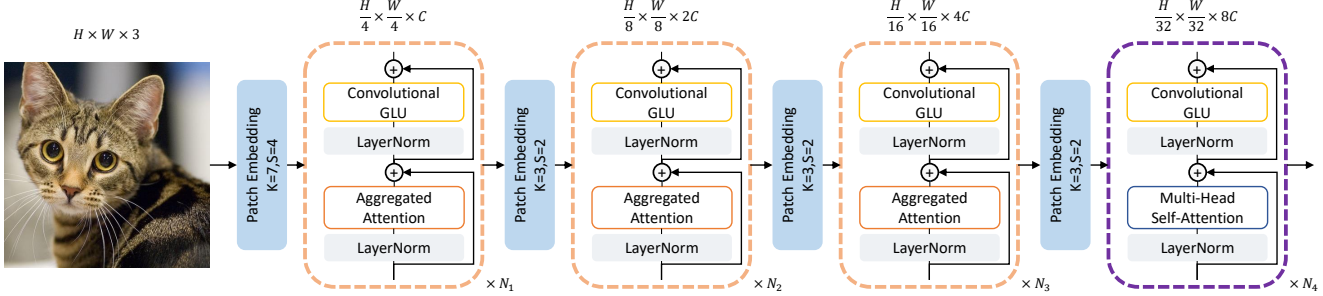 H × W × 3
Patch Embedding
K=7,S=4
H/4 × W/4 × C
Convolutional
GLU
LayerNorm
Aggregated
Attention
LayerNorm
× N₁
Patch Embedding
K=3,S=2
H/8 × W/8 × 2C
Convolutional
GLU
LayerNorm
Aggregated
Attention
LayerNorm
× N₂
Patch Embedding
K=3,S=2
H/16 × W/16 × 4C
Convolutional
GLU
LayerNorm
Aggregated
Attention
LayerNorm
× N₃
Patch Embedding
K=3,S=2
H/32 × W/32 × 8C
Convolutional
GLU
LayerNorm
Multi-Head
Self-Attention
LayerNorm
× N₄